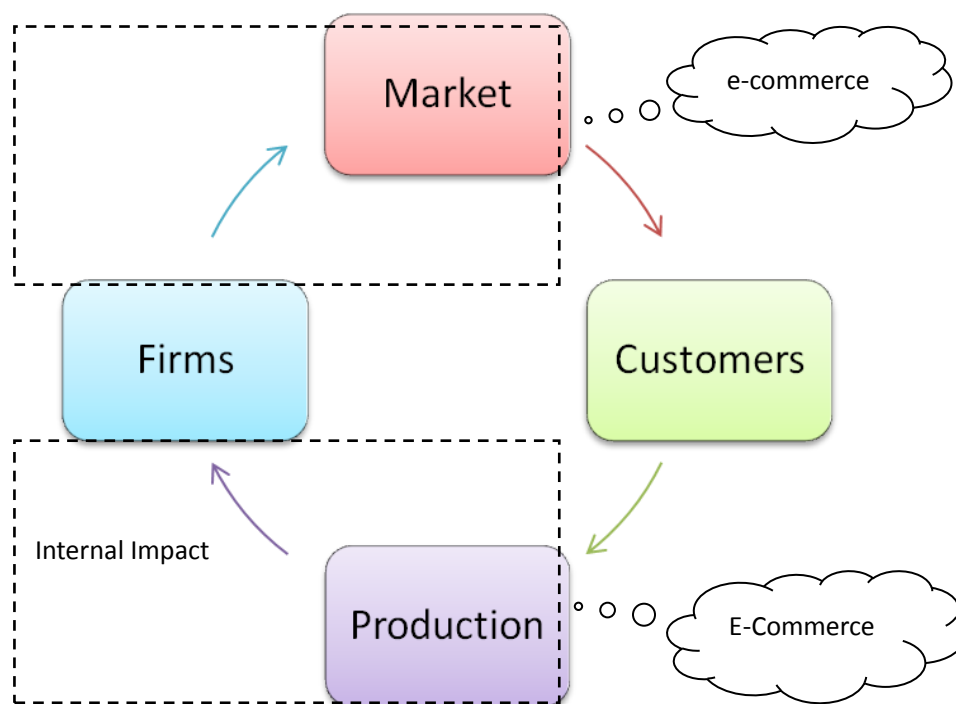 Market
e-commerce
Firms
Customers
Internal Impact
Production
E-Commerce